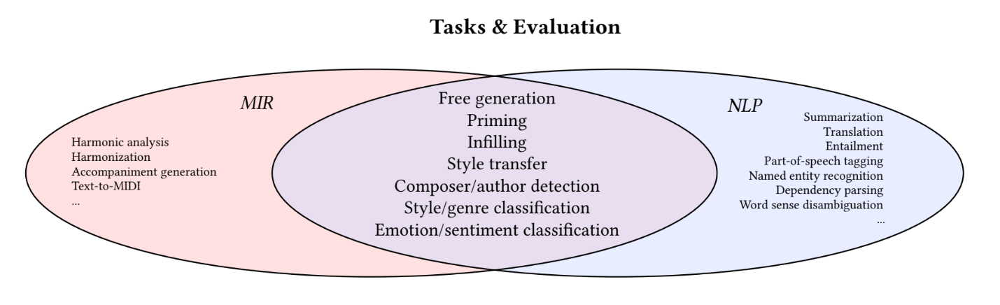 Tasks & Evaluation
MIR
Harmonic analysis
Harmonization
Accompaniment generation
Text-to-MIDI
...
Free generation
Priming
Infilling
Style transfer
Composer/author detection
Style/genre classification
Emotion/sentiment classification
NLP
Summarization
Translation
Entailment
Part-of-speech tagging
Named entity recognition
Dependency parsing
Word sense disambiguation
...